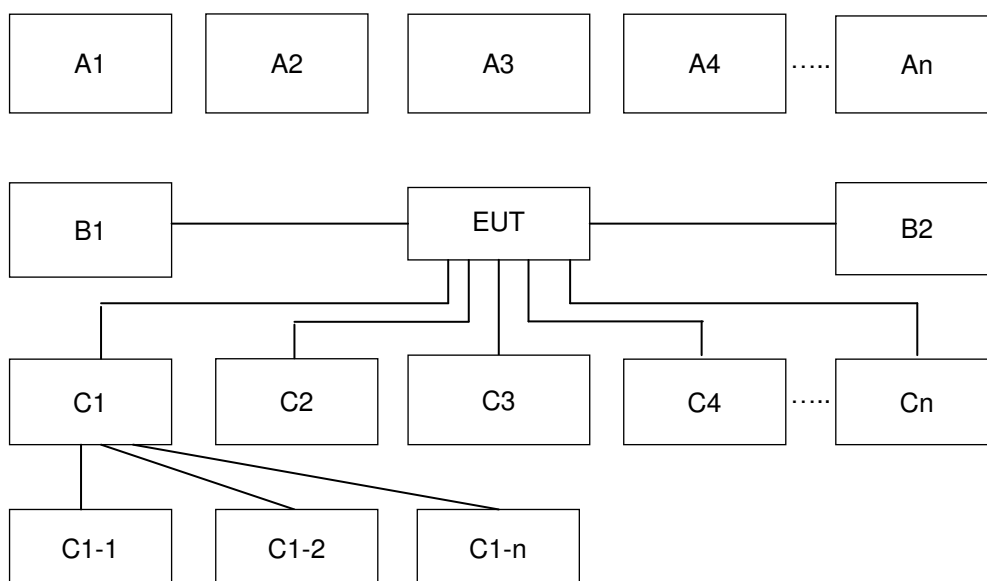 A1 A2 A3 A4 ..... An
B1 EUT B2
C1 C2 C3 C4 ..... Cn
C1-1 C1-2 C1-n